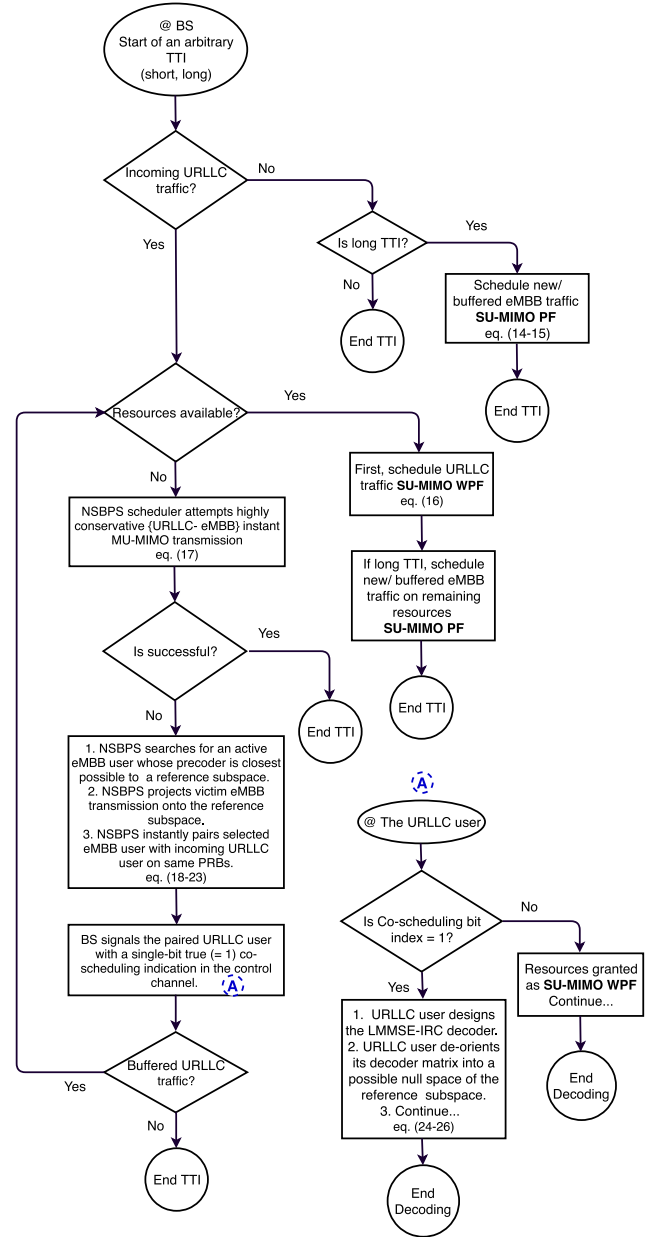 @ BS
Start of an arbitrary
TTI
(short, long)
Incoming URLLC
traffic?
No
Yes
Is long TTI?
Yes
No
Schedule new/
buffered eMBB traffic
SU-MIMO PF
eq. (14-15)
End TTI
End TTI
Resources available?
Yes
No
First, schedule URLLC
traffic SU-MIMO WPF
eq. (16)
NSBPS scheduler attempts highly
conservative {URLLC- eMBB} instant
MU-MIMO transmission
eq. (17)
If long TTI, schedule
new/ buffered eMBB
traffic on remaining
resources
SU-MIMO PF
Is successful?
Yes
No
End TTI
End TTI
1. NSBPS searches for an active
eMBB user whose precoder is closest
possible to  a reference subspace.
2. NSBPS projects victim eMBB
transmission onto the reference
subspace.
3. NSBPS instantly pairs selected
eMBB user with incoming URLLC
user on same PRBs.
eq. (18-23)
BS signals the paired URLLC user
with a single-bit true (= 1) co-
scheduling indication in the control
channel.
A
Buffered URLLC
traffic?
Yes
No
End TTI
A
@ The URLLC user
Is Co-scheduling bit
index = 1?
No
Yes
Resources granted
as SU-MIMO WPF
Continue...
End
Decoding
1.  URLLC user designs
the LMMSE-IRC decoder.
2. URLLC user de-orients
its decoder matrix into a
possible null space of the
reference  subspace.
3. Continue...
eq. (24-26)
End
Decoding